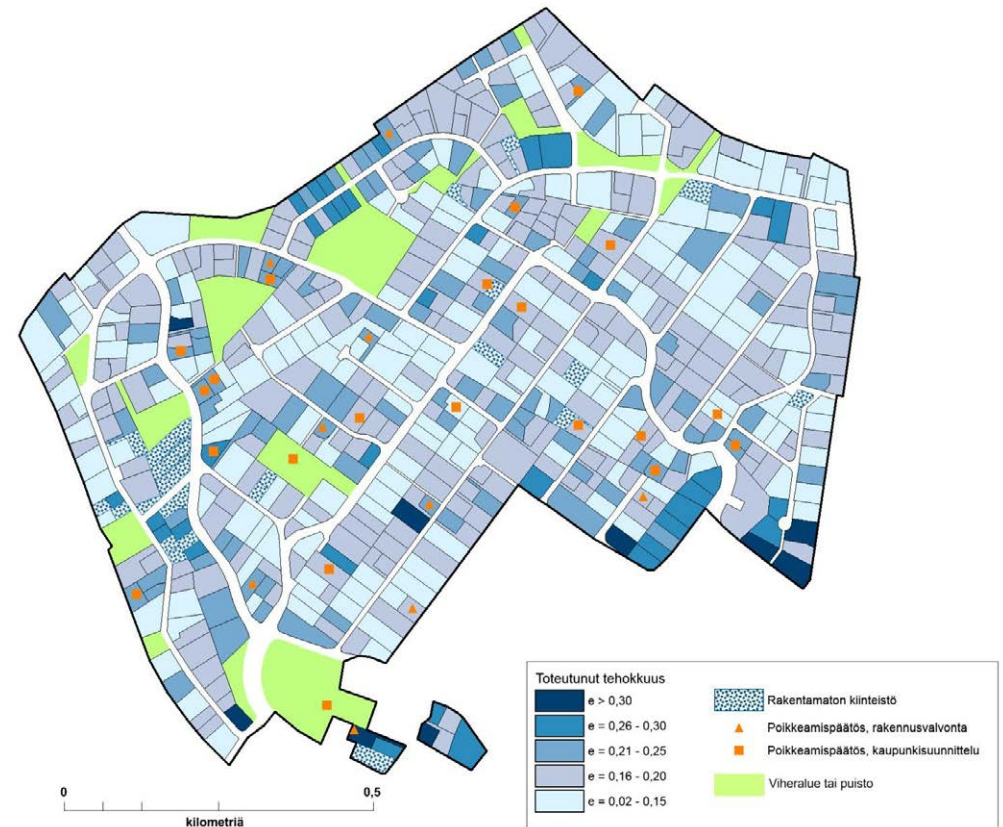 Toteutunut tehokkuus
e > 0,30
e = 0,26 - 0,30
e = 0,21 - 0,25
e = 0,16 - 0,20
e = 0,02 - 0,15
Rakentamaton kiinteistö
Poikkeamispäätös, rakennusvalvonta
Poikkeamispäätös, kaupunkisuunnittelu
Viheralue tai puisto
0 0,5
kilometriä